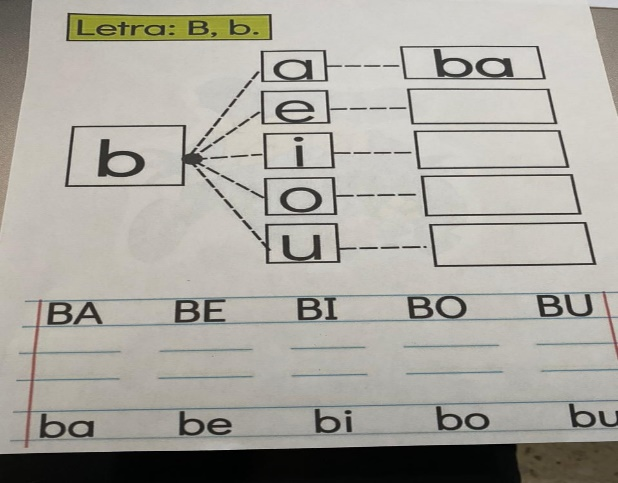 Letra: B, b.
a ba
e
b i
o
u
BA BE BI BO BU
ba be bi bo bu